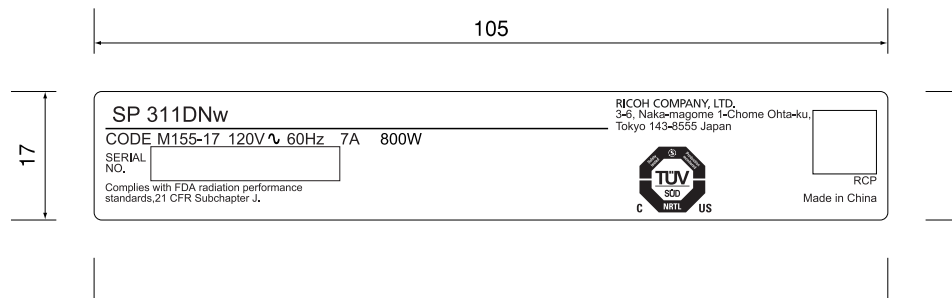 105
17
SP 311DNw
CODE M155-17 120V ∿ 60Hz 7A 800W
SERIAL
NO.
Complies with FDA radiation performance
standards,21 CFR Subchapter J.
RICOH COMPANY, LTD.
3-6, Naka-magome 1-Chome Ohta-ku,
Tokyo 143-8555 Japan
TÜV
SÜD
C NRTL US
RCP
Made in China